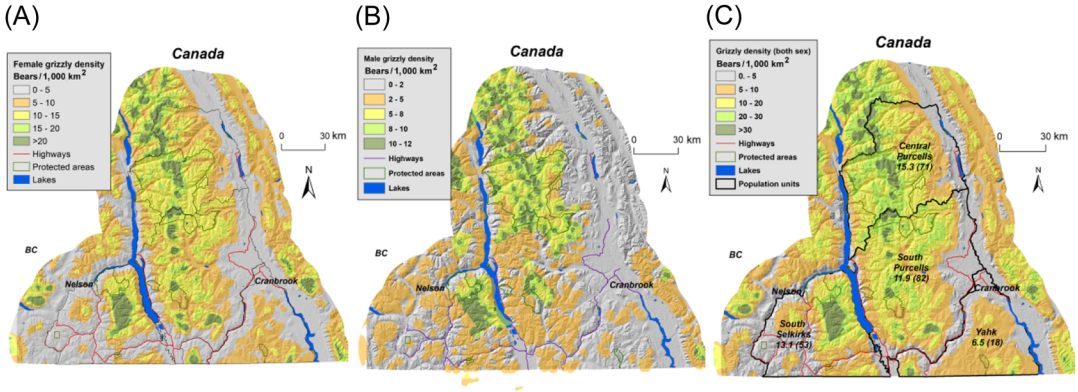 (A)
Canada
Female grizzly density
Bears / 1,000 km2
0 - 5
5 - 10
10 - 15
15 - 20
>20
Highways
Protected areas
Lakes
0 30 km
N
BC
Nelson
Cranbrook
(B)
Canada
Male grizzly density
Bears / 1,000 km2
0 - 2
2 - 5
5 - 8
8 - 10
10 - 12
Highways
Protected areas
Lakes
0 30 km
N
BC
Nelson
Cranbrook
(C)
Canada
Grizzly density (both sex)
Bears / 1,000 km2
0. - 5
5 - 10
10 - 20
20 - 30
>30
Highways
Protected areas
Lakes
Population units
0 30 km
N
BC
Central
Purcells
15.3 (71)
South
Purcells
11.9 (82)
Nelson
Cranbrook
South
Selkirks
13.1 (53)
Yahk
6.5 (18)